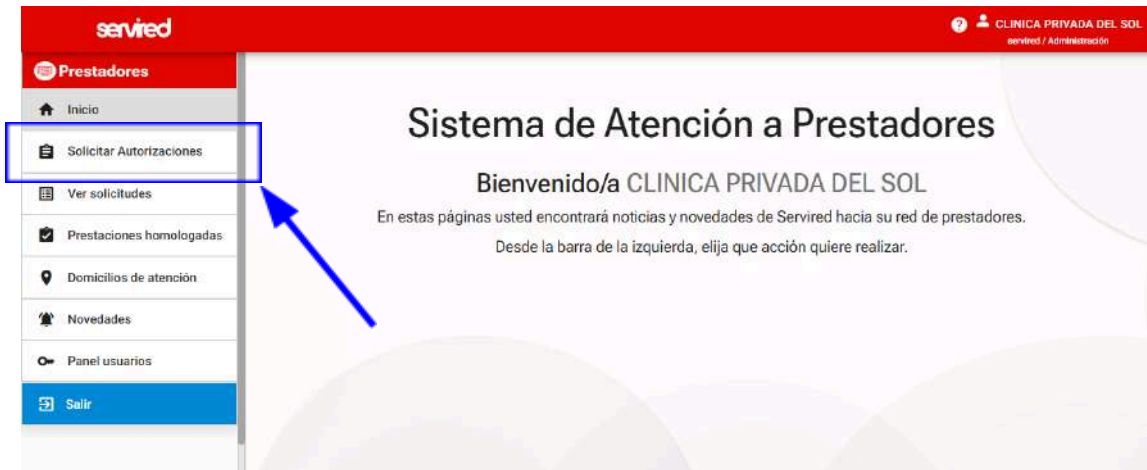 servired
? CLINICA PRIVADA DEL SOL
servired / Administración
Prestadores
Inicio
Solicitar Autorizaciones
Ver solicitudes
Prestaciones homologadas
Domicilios de atención
Novedades
Panel usuarios
Salir
Sistema de Atención a Prestadores
Bienvenido/a CLINICA PRIVADA DEL SOL
En estas páginas usted encontrará noticias y novedades de Servired hacia su red de prestadores.
Desde la barra de la izquierda, elija que acción quiere realizar.